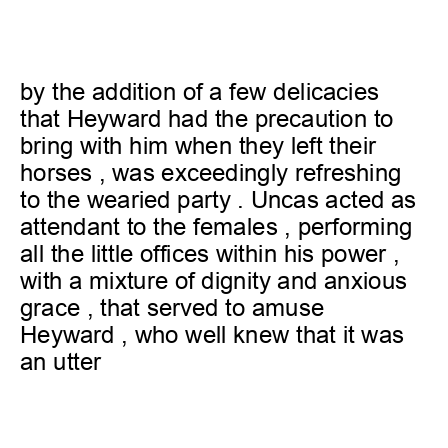 by the addition of a few delicacies
that Heyward had the precaution to
bring with him when they left their
horses , was exceedingly refreshing
to the wearied party . Uncas acted as
attendant to the females , performing
all the little offices within his power ,
with a mixture of dignity and anxious
grace , that served to amuse
Heyward , who well knew that it was
an utter